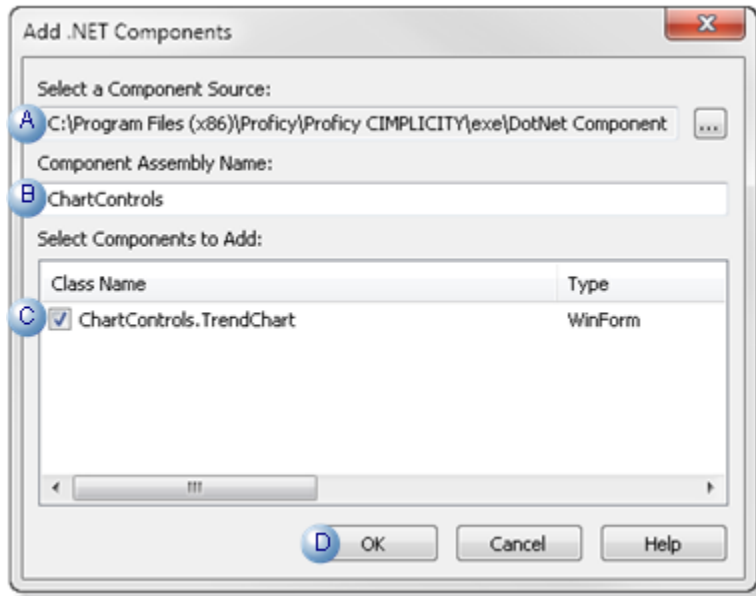 Add .NET Components
Select a Component Source:
A C:\Program Files (x86)\Proficy\Proficy CIMPLICITY\exe\DotNet Component ...
Component Assembly Name:
B ChartControls
Select Components to Add:
Class Name Type
C ChartControls.TrendChart WinForm
D OK Cancel Help